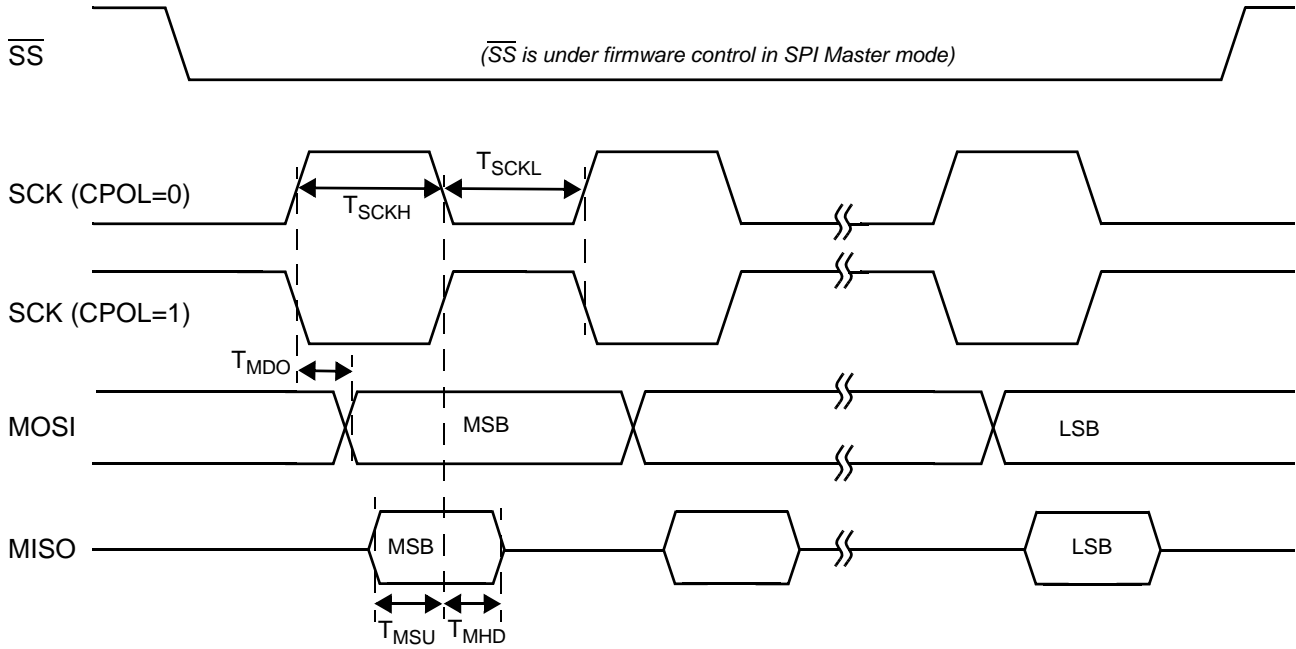 SS
(SS is under firmware control in SPI Master mode)
SCK (CPOL=0)
TSCKH
TSCKL
SCK (CPOL=1)
TMDO
MOSI
MSB
LSB
MISO
MSB
LSB
TMSU
TMHD